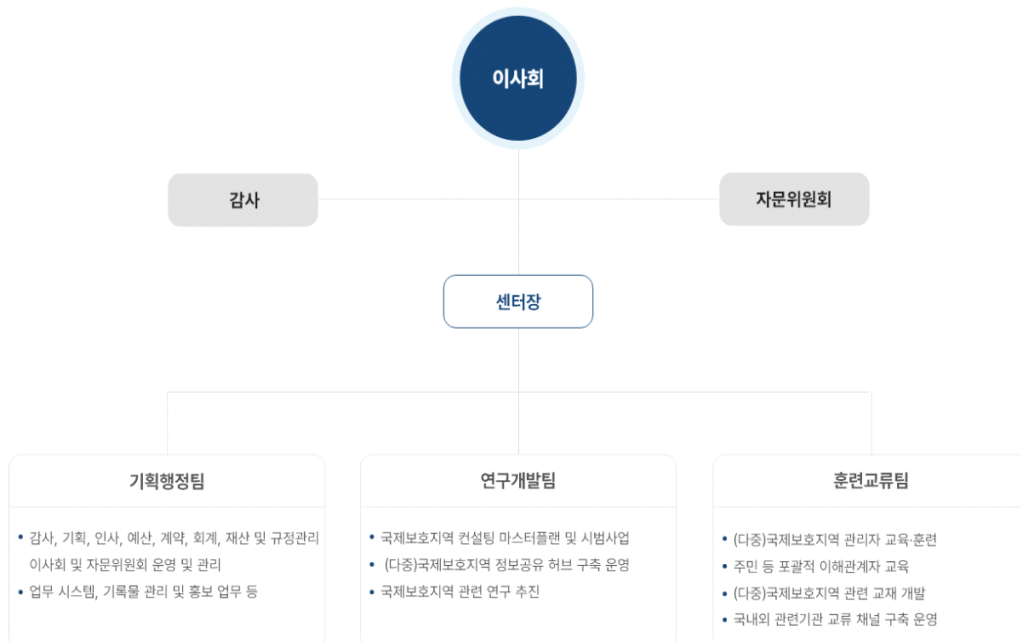 이사회
감사
자문위원회
센터장
기획행정팀
• 감사, 기획, 인사, 예산, 계약, 회계, 재산 및 규정관리
이사회 및 자문위원회 운영 및 관리
• 업무 시스템, 기록물 관리 및 홍보 업무 등
연구개발팀
• 국제보호지역 컨설팅 마스터플랜 및 시범사업
• (다중)국제보호지역 정보공유 허브 구축 운영
• 국제보호지역 관련 연구 추진
훈련교류팀
• (다중)국제보호지역 관리자 교육·훈련
• 주민 등 포괄적 이해관계자 교육
• (다중)국제보호지역 관련 교재 개발
• 국내외 관련기관 교류 채널 구축 운영